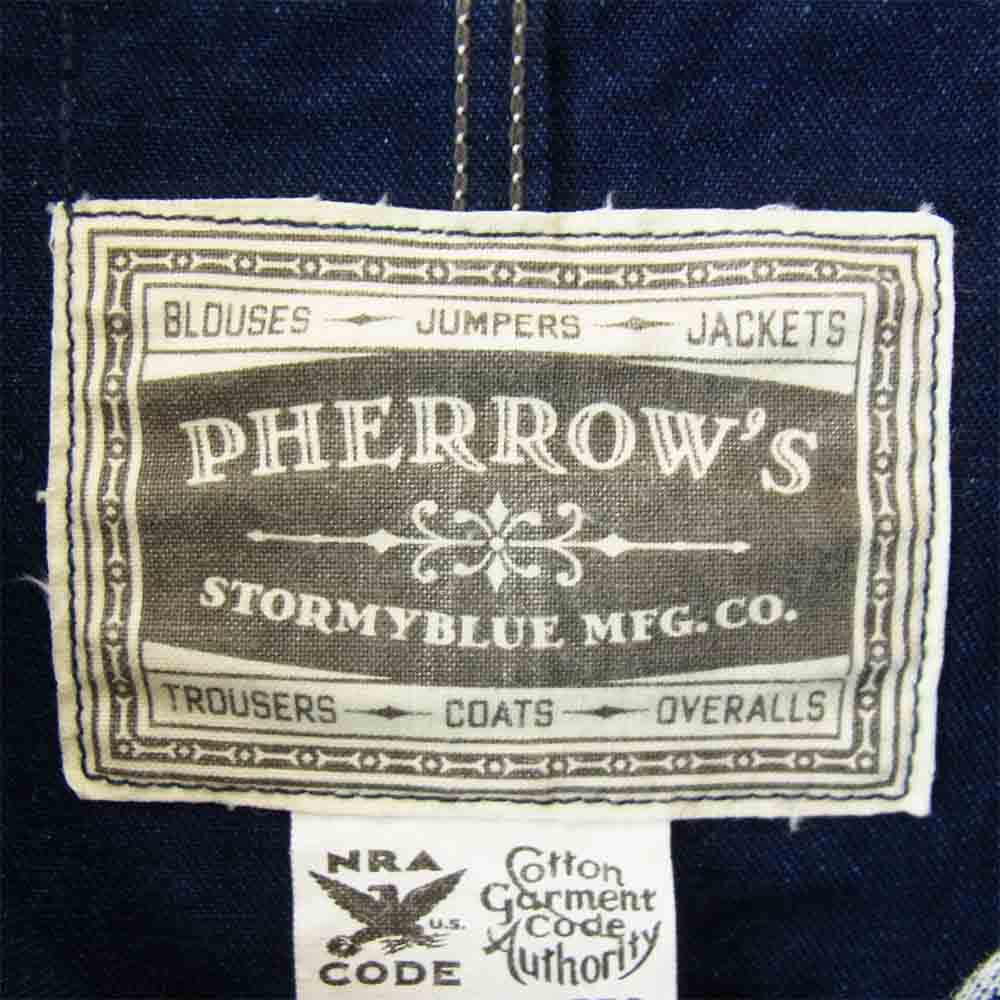 BLOUSES JUMPERS JACKETS
PHERROW'S
STORMYBLUE MFG. CO.
TROUSERS COATS OVERALLS
NRA
U.S.
CODE
Cotton
Garment
Code
Authority